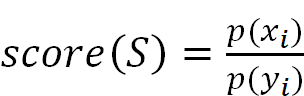 score(S) = p(x_i) / p(y_i)